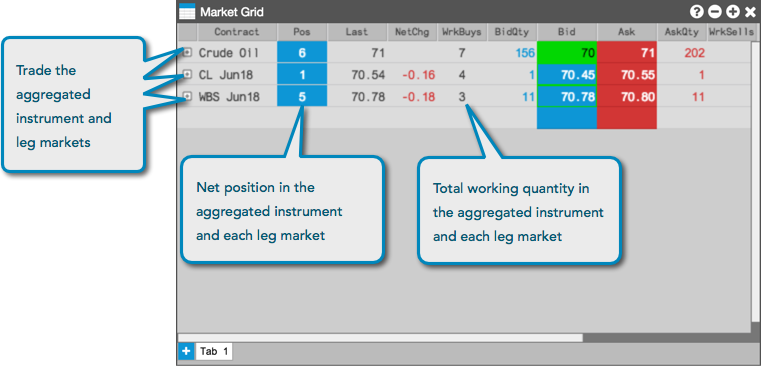 Market Grid
Contract Pos Last NetChg WrkBuys BidQty Bid Ask AskQty WrkSells
Crude Oil 6 71 7 156 70 71 202
CL Jun18 1 70.54 -0.16 4 1 70.45 70.55 1
WBS Jun18 5 70.78 -0.18 3 11 70.78 70.80 11
Trade the
aggregated
instrument and
leg markets
Net position in the
aggregated instrument
and each leg market
Total working quantity in
the aggregated instrument
and each leg market
Tab 1